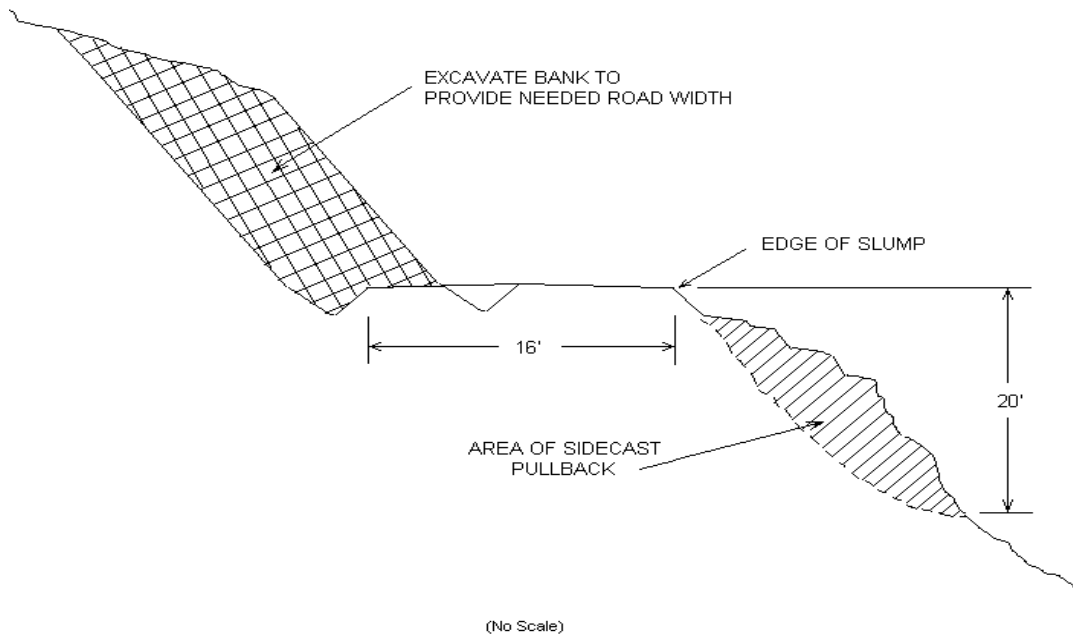 EXCAVATE BANK TO
PROVIDE NEEDED ROAD WIDTH
EDGE OF SLUMP
16'
20'
AREA OF SIDECAST
PULLBACK
(No Scale)